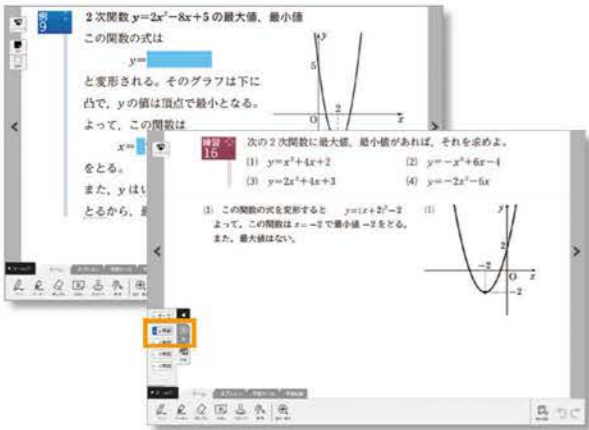 例
9
2次関数 y=2x²-8x+5 の最大値，最小値
この関数の式は
y=
と変形される。そのグラフは下に
凸で，yの値は頂点で最小となる。
よって，この関数は
x=
をとる。
また，yはい
とるから，最
y
5
O
2
x
練習
16
次の2次関数に最大値，最小値があれば，それを求めよ。
(1) y=x²+4x+2
(2) y=-x²+6x-4
(3) y=2x²+4x+3
(4) y=-2x²-6x
(1) この関数の式を変形すると y=(x+2)²-2
よって，この関数は x=-2 で最小値 -2 をとる。
また，最大値はない。
(1)
y
2
-2
O
x
-2